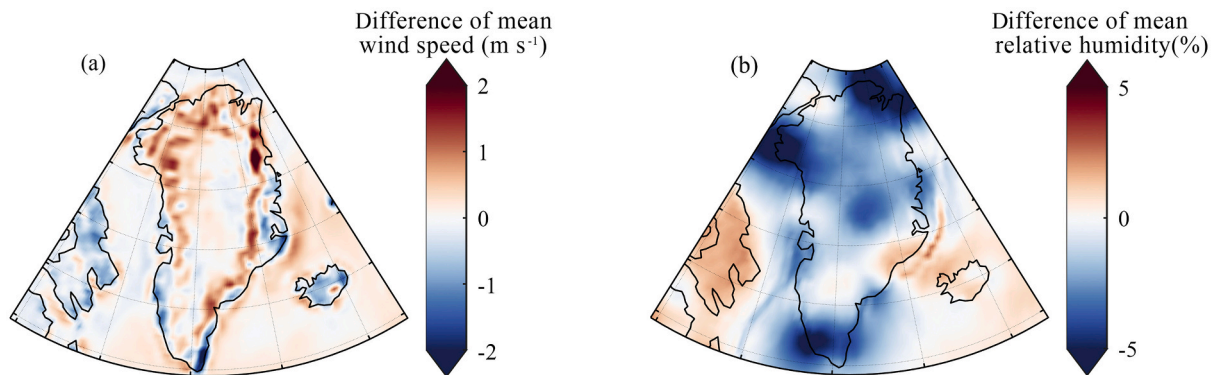 Difference of mean
wind speed (m s⁻¹)
(a)
2
1
0
-1
-2
Difference of mean
relative humidity(%)
(b)
5
0
-5